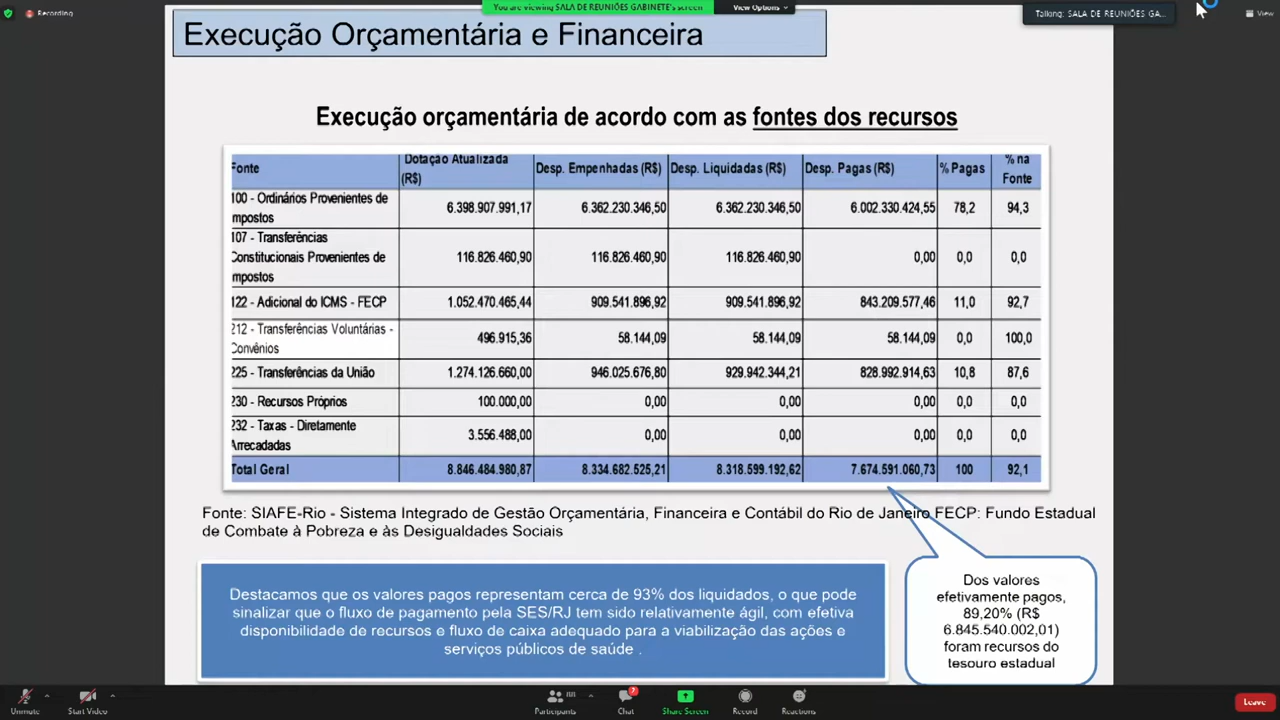 Recording
You are viewing SALA DE REUNIÕES GABINETE's screen
View Options
Talking: SALA DE REUNIÕES GA...
View
Execução Orçamentária e Financeira
Execução orçamentária de acordo com as fontes dos recursos
Fonte Dotação Atualizada (R$) Desp. Empenhadas (R$) Desp. Liquidadas (R$) Desp. Pagas (R$) % Pagas % na Fonte
100 - Ordinários Provenientes de Impostos 6.398.907.991,17 6.362.230.346,50 6.362.230.346,50 6.002.330.424,55 78,2 94,3
107 - Transferências Constitucionais Provenientes de Impostos 116.826.460,90 116.826.460,90 116.826.460,90 0,00 0,0 0,0
122 - Adicional do ICMS - FECP 1.052.470.465,44 909.541.896,92 909.541.896,92 843.209.577,46 11,0 92,7
212 - Transferências Voluntárias - Convênios 496.915,36 58.144,09 58.144,09 58.144,09 0,0 100,0
225 - Transferências da União 1.274.126.660,00 946.025.676,80 929.942.344,21 828.992.914,63 10,8 87,6
230 - Recursos Próprios 100.000,00 0,00 0,00 0,00 0,0 0,0
232 - Taxas - Diretamente Arrecadadas 3.556.488,00 0,00 0,00 0,00 0,0 0,0
Total Geral 8.846.484.980,87 8.334.682.525,21 8.318.599.192,62 7.674.591.060,73 100 92,1
Fonte: SIAFE-Rio - Sistema Integrado de Gestão Orçamentária, Financeira e Contábil do Rio de Janeiro FECP: Fundo Estadual
de Combate à Pobreza e às Desigualdades Sociais
Destacamos que os valores pagos representam cerca de 93% dos liquidados, o que pode
sinalizar que o fluxo de pagamento pela SES/RJ tem sido relativamente ágil, com efetiva
disponibilidade de recursos e fluxo de caixa adequado para a viabilização das ações e
serviços públicos de saúde .
Dos valores
efetivamente pagos,
89,20% (R$
6.845.540.002,01)
foram recursos do
tesouro estadual
Unmute
Start Video
Participants
Chat
7
Share Screen
Record
Reactions
Leave